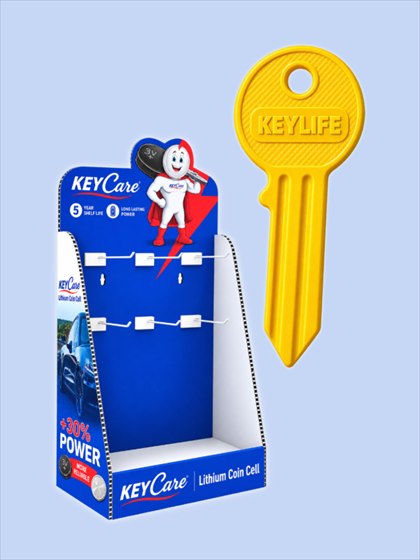 KEYLIFE
3V
KEYCare
5 YEAR SHELF LIFE
LONG LASTING POWER
KEYCare
Lithium Coin Cell
+30%
POWER
KEYCare | Lithium Coin Cell